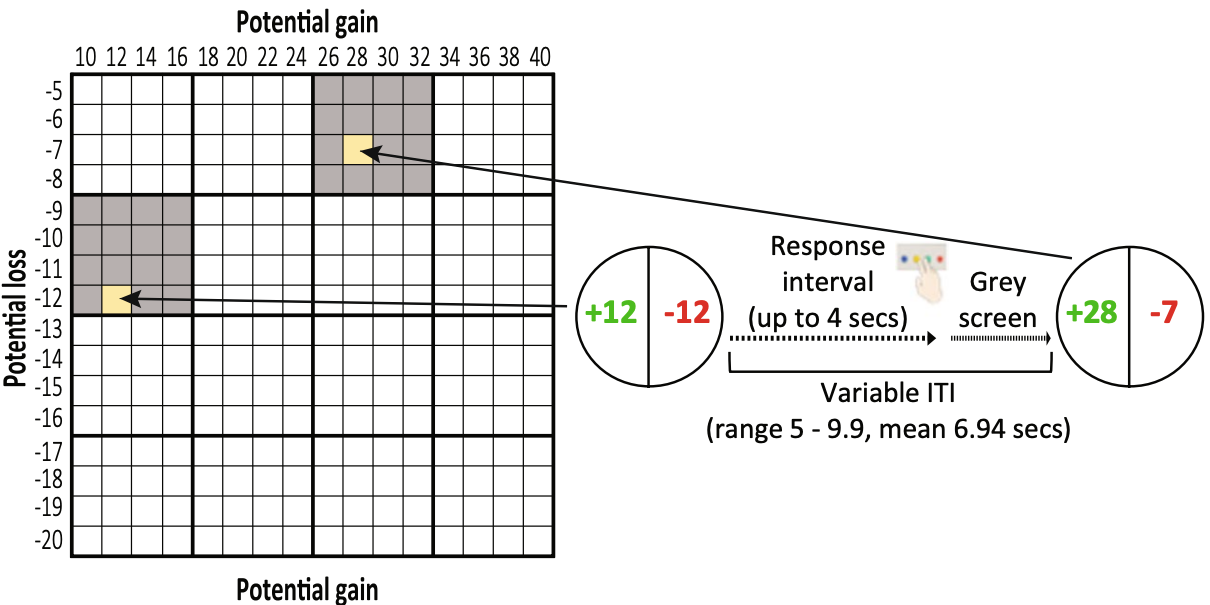 Potential gain
10 12 14 16 18 20 22 24 26 28 30 32 34 36 38 40
Potential loss
-5
-6
-7
-8
-9
-10
-11
-12
-13
-14
-15
-16
-17
-18
-19
-20
Potential gain
+12 -12
Response
interval
(up to 4 secs)
Grey
screen
+28 -7
Variable ITI
(range 5 - 9.9, mean 6.94 secs)